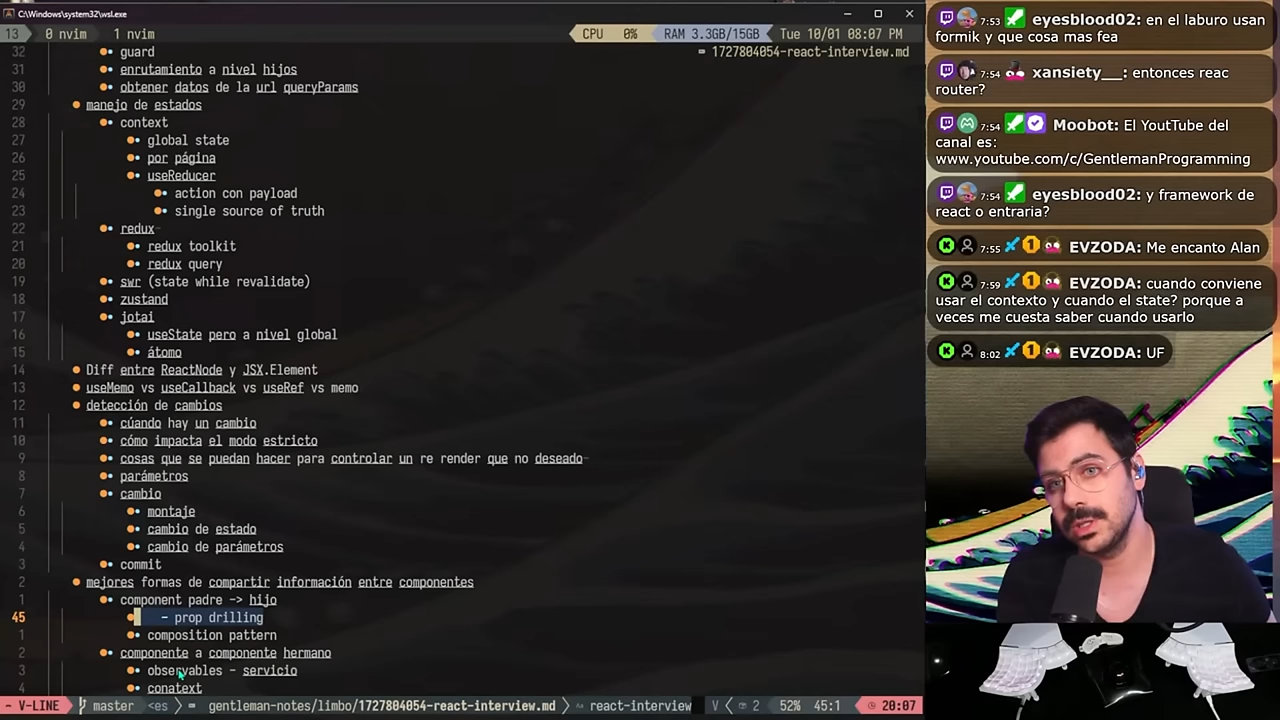 C:\Windows\system32\wsl.exe
13 0 nvim 1 nvim CPU 0% RAM 3.3GB/15GB Tue 10/01 08:07 PM
32 guard 1727804054-react-interview.md
31 enrutamiento a nivel hijos
30 obtener datos de la url queryParams
29 manejo de estados
28 context
27 global state
26 por página
25 useReducer
24 action con payload
23 single source of truth
22 redux
21 redux toolkit
20 redux query
19 swr (state while revalidate)
18 zustand
17 jotai
16 useState pero a nivel global
15 átomo
14 Diff entre ReactNode y JSX.Element
13 useMemo vs useCallback vs useRef vs memo
12 detección de cambios
11 cúando hay un cambio
10 cómo impacta el modo estricto
9 cosas que se puedan hacer para controlar un re render que no deseado
8 parámetros
7 cambio
6 montaje
5 cambio de estado
4 cambio de parámetros
3 commit
2 mejores formas de compartir información entre componentes
1 component padre -> hijo
45 - prop drilling
1 composition pattern
2 componente a componente hermano
3 observables - servicio
4 conatext
- V-LINE master <es gentleman-notes/limbo/1727804054-react-interview.md react-interview V 2 52% 45:1 20:07
7:53 eyesblood02: en el laburo usan
formik y que cosa mas fea
7:54 xansiety__: entonces reac
router?
7:54 Moobot: El YoutTube del
canal es:
www.youtube.com/c/GentlemanProgramming
7:54 eyesblood02: y framework de
react o entraria?
7:55 1 EVZODA: Me encanto Alan
7:59 1 EVZODA: cuando conviene
usar el contexto y cuando el state? porque a
veces me cuesta saber cuando usarlo
8:02 1 EVZODA: UF